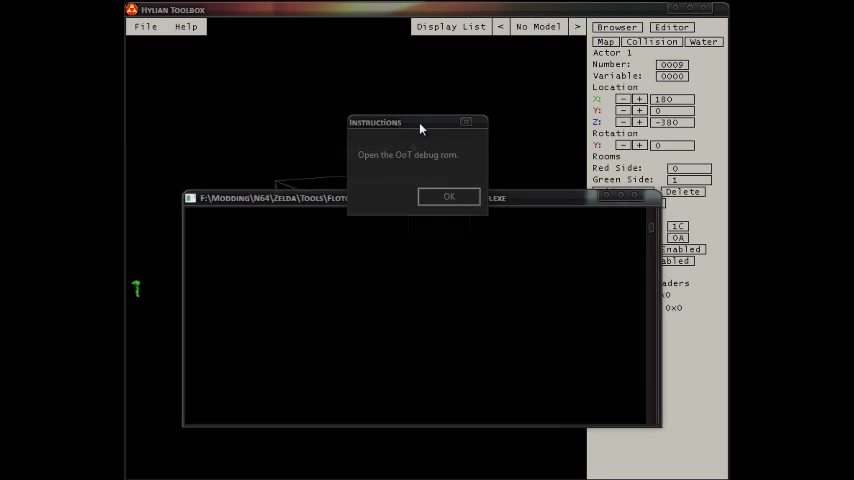 Hylian Toolbox
File Help
Display List < No Model >
Browser Editor
Map Collision Water
Actor 1
Number: 0009
Variable: 0000
Location
X: - + 180
Y: - + 0
Z: - + -380
Rotation
Y: - + 0
Rooms
Red Side: 0
Green Side: 1
Delete
1C
0A
Enabled
abled
aders
x0
0x0
Instructions
Open the OoT debug rom.
OK
F:\Modding\N64\Zelda\Tools\Floto
.EXE